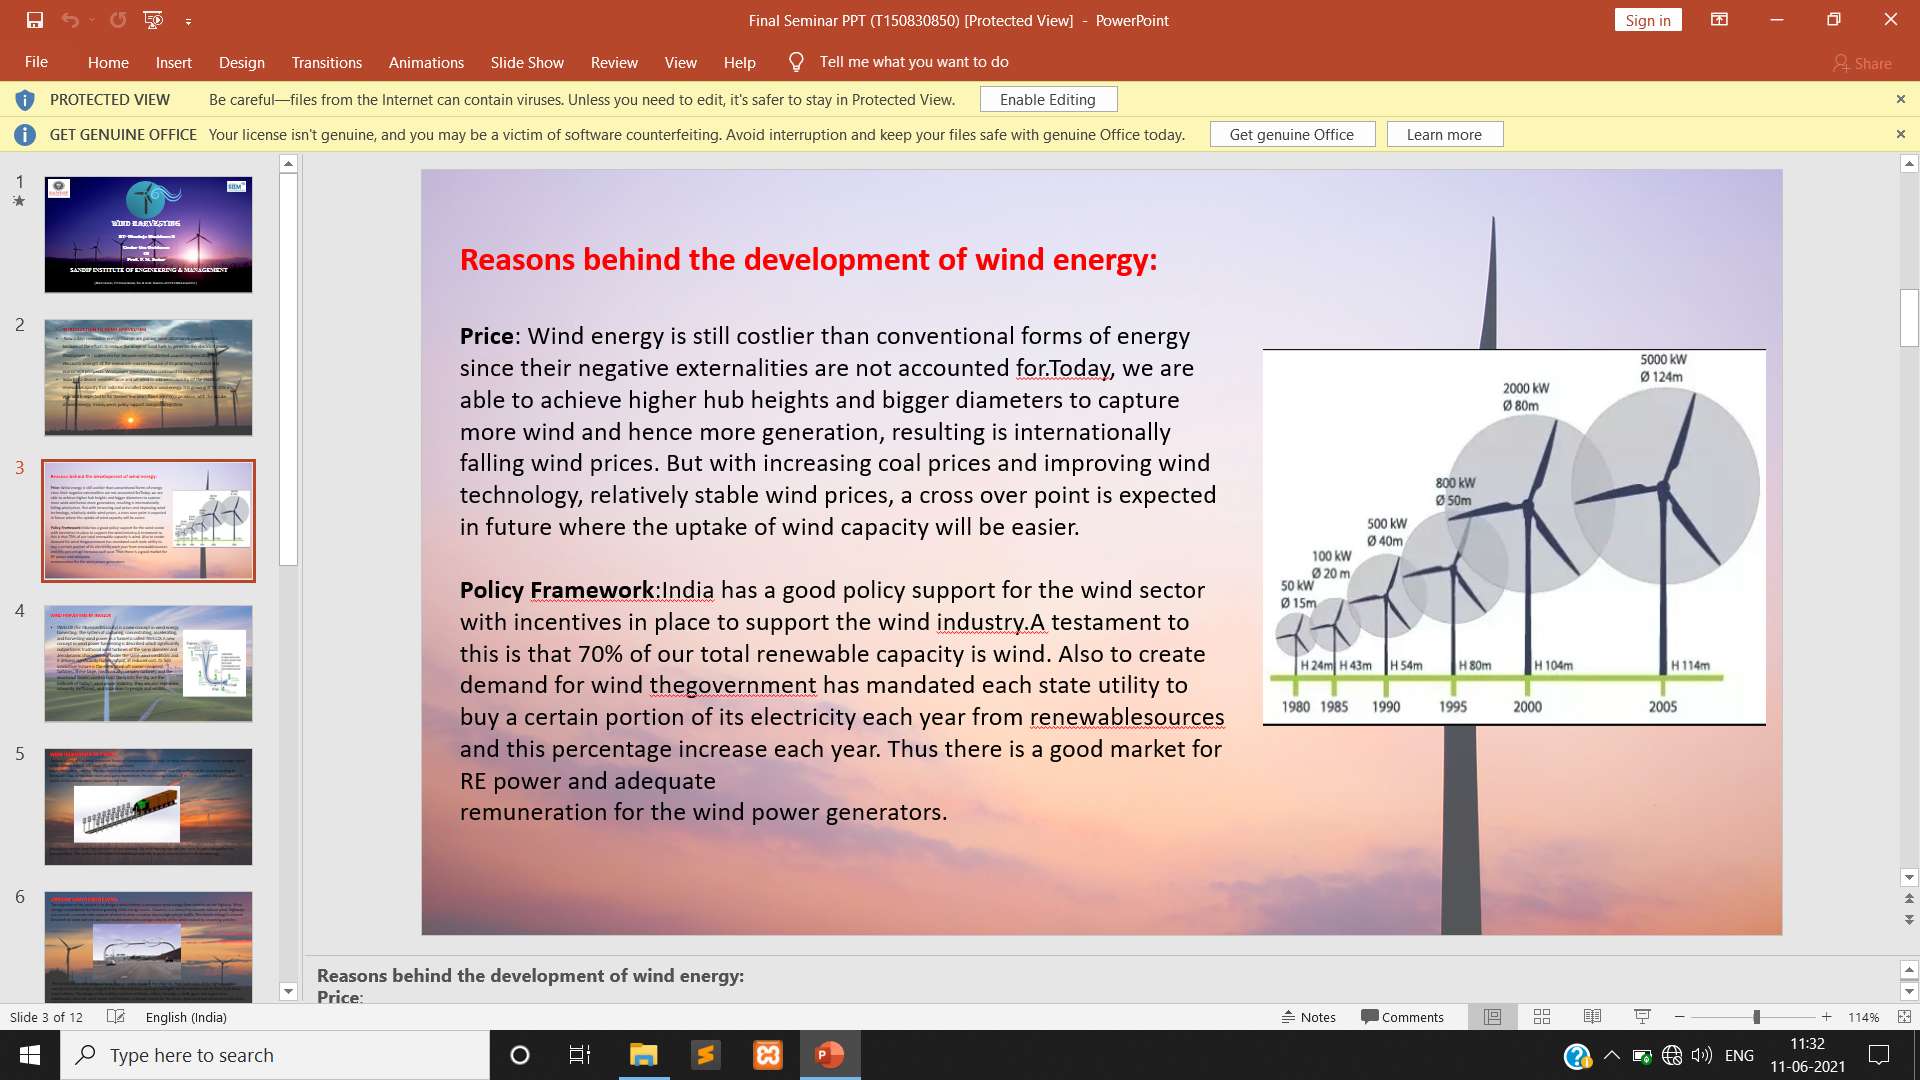 Final Seminar PPT (T150830850) [Protected View] - PowerPoint
Sign in
File Home Insert Design Transitions Animations Slide Show Review View Help Tell me what you want to do
Share
PROTECTED VIEW Be careful—files from the Internet can contain viruses. Unless you need to edit, it's safer to stay in Protected View. Enable Editing
GET GENUINE OFFICE Your license isn't genuine, and you may be a victim of software counterfeiting. Avoid interruption and keep your files safe with genuine Office today. Get genuine Office Learn more
1
WIND HARVESTING
SANDIP INSTITUTE OF ENGINEERING & MANAGEMENT
2
3
4
5
6
Reasons behind the development of wind energy:
Price: Wind energy is still costlier than conventional forms of energy
since their negative externalities are not accounted for.Today, we are
able to achieve higher hub heights and bigger diameters to capture
more wind and hence more generation, resulting is internationally
falling wind prices. But with increasing coal prices and improving wind
technology, relatively stable wind prices, a cross over point is expected
in future where the uptake of wind capacity will be easier.
Policy Framework:India has a good policy support for the wind sector
with incentives in place to support the wind industry.A testament to
this is that 70% of our total renewable capacity is wind. Also to create
demand for wind thegovernment has mandated each state utility to
buy a certain portion of its electricity each year from renewablesources
and this percentage increase each year. Thus there is a good market for
RE power and adequate
remuneration for the wind power generators.
5000 kW
Ø 124m
2000 kW
Ø 80m
800 kW
Ø 50m
500 kW
Ø 40m
100 kW
Ø 20 m
50 kW
Ø 15m
H 24m H 43m H 54m H 80m H 104m H 114m
1980 1985 1990 1995 2000 2005
Reasons behind the development of wind energy:
Price:
Slide 3 of 12 English (India) Notes Comments 114%
Type here to search
ENG
11:32
11-06-2021